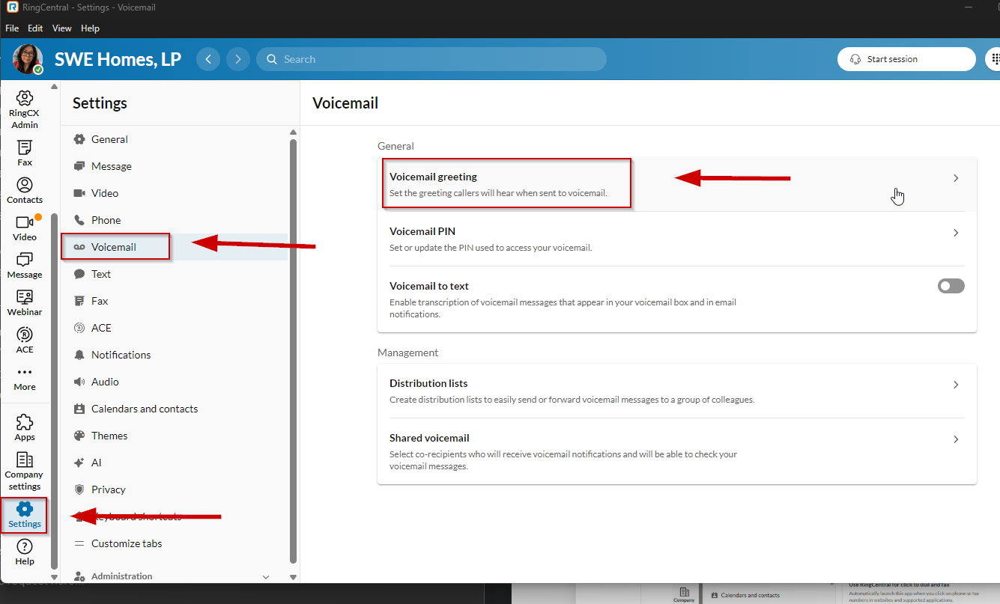 RingCentral - Settings - Voicemail
File Edit View Help
SWE Homes, LP
Search
Start session
RingCX
Admin
Fax
Contacts
Video
Message
Webinar
ACE
More
Apps
Company
settings
Settings
Help
Settings
General
Message
Video
Phone
Voicemail
Text
Fax
ACE
Notifications
Audio
Calendars and contacts
Themes
AI
Privacy
Keyboard shortcuts
Customize tabs
Administration
Voicemail
General
Voicemail greeting
Set the greeting callers will hear when sent to voicemail.
Voicemail PIN
Set or update the PIN used to access your voicemail.
Voicemail to text
Enable transcription of voicemail messages that appear in your voicemail box and in email
notifications.
Management
Distribution lists
Create distribution lists to easily send or forward voicemail messages to a group of colleagues.
Shared voicemail
Select co-recipients who will receive voicemail notifications and will be able to check your
voicemail messages.
Company
Calendars and contacts
Use RingCentral for click to dial and fax
Automatically launch this app when you click on phone or fax
numbers in websites and supported applications.